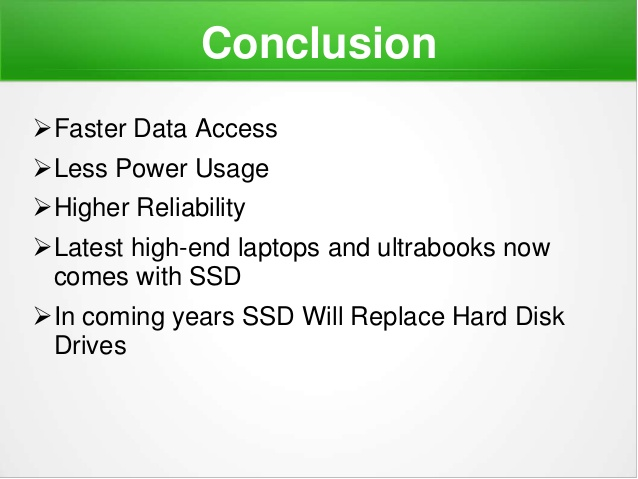 Conclusion
➢Faster Data Access
➢Less Power Usage
➢Higher Reliability
➢Latest high-end laptops and ultrabooks now
comes with SSD
➢In coming years SSD Will Replace Hard Disk
Drives